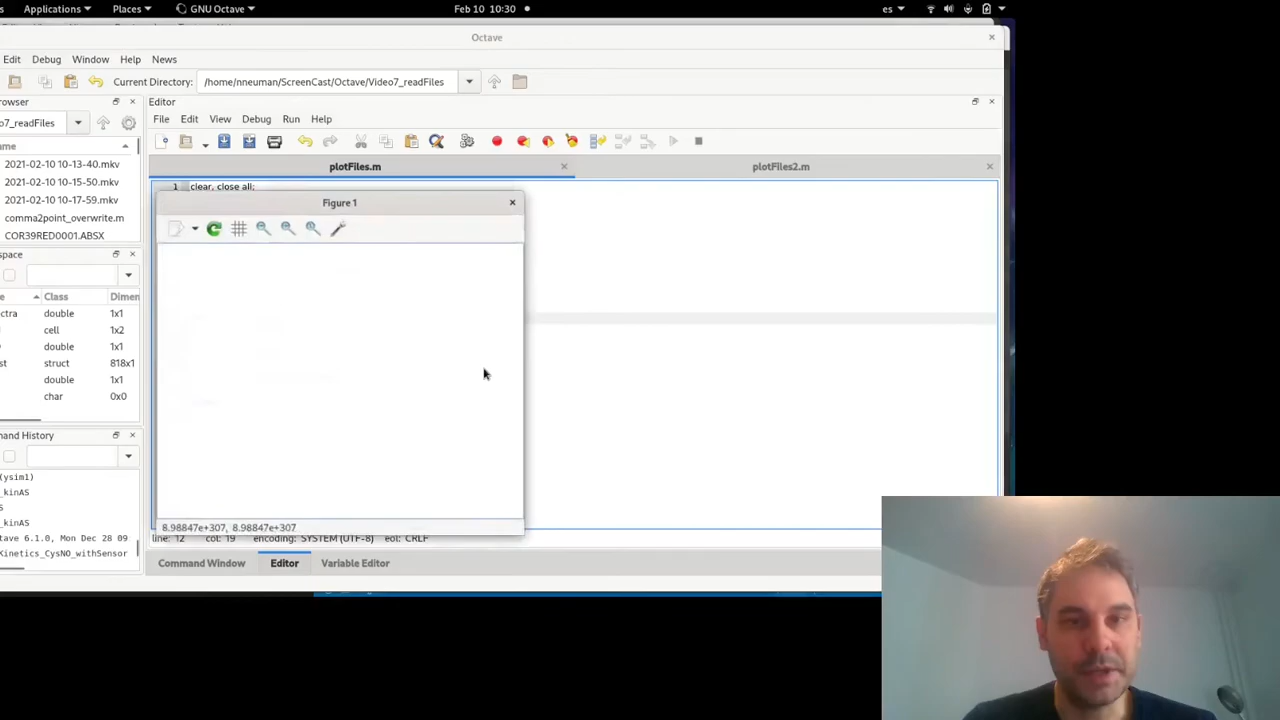 s Applications Places GNU Octave Feb 10 10:30 es
Octave
Edit Debug Window Help News
Current Directory: /home/nneuman/ScreenCast/Octave/Video7_readFiles
rowser
Editor
o7_readFiles
File Edit View Debug Run Help
ame
2021-02-10 10-13-40.mkv
2021-02-10 10-15-50.mkv
2021-02-10 10-17-59.mkv
comma2point_overwrite.m
COR39RED0001.ABSX
plotFiles.m plotFiles2.m
1 clear, close all;
Figure 1
space
e Class Dimen
ctra double 1x1
cell 1x2
double 1x1
st struct 818x1
double 1x1
char 0x0
mand History
(ysim1)
_kinAS
S
_kinAS
tave 6.1.0, Mon Dec 28 09
Kinetics_CysNO_withSensor
8.98847e+307, 8.98847e+307
line: 12 col: 19 encoding: SYSTEM (UTF-8) eol: CRLF
Command Window Editor Variable Editor